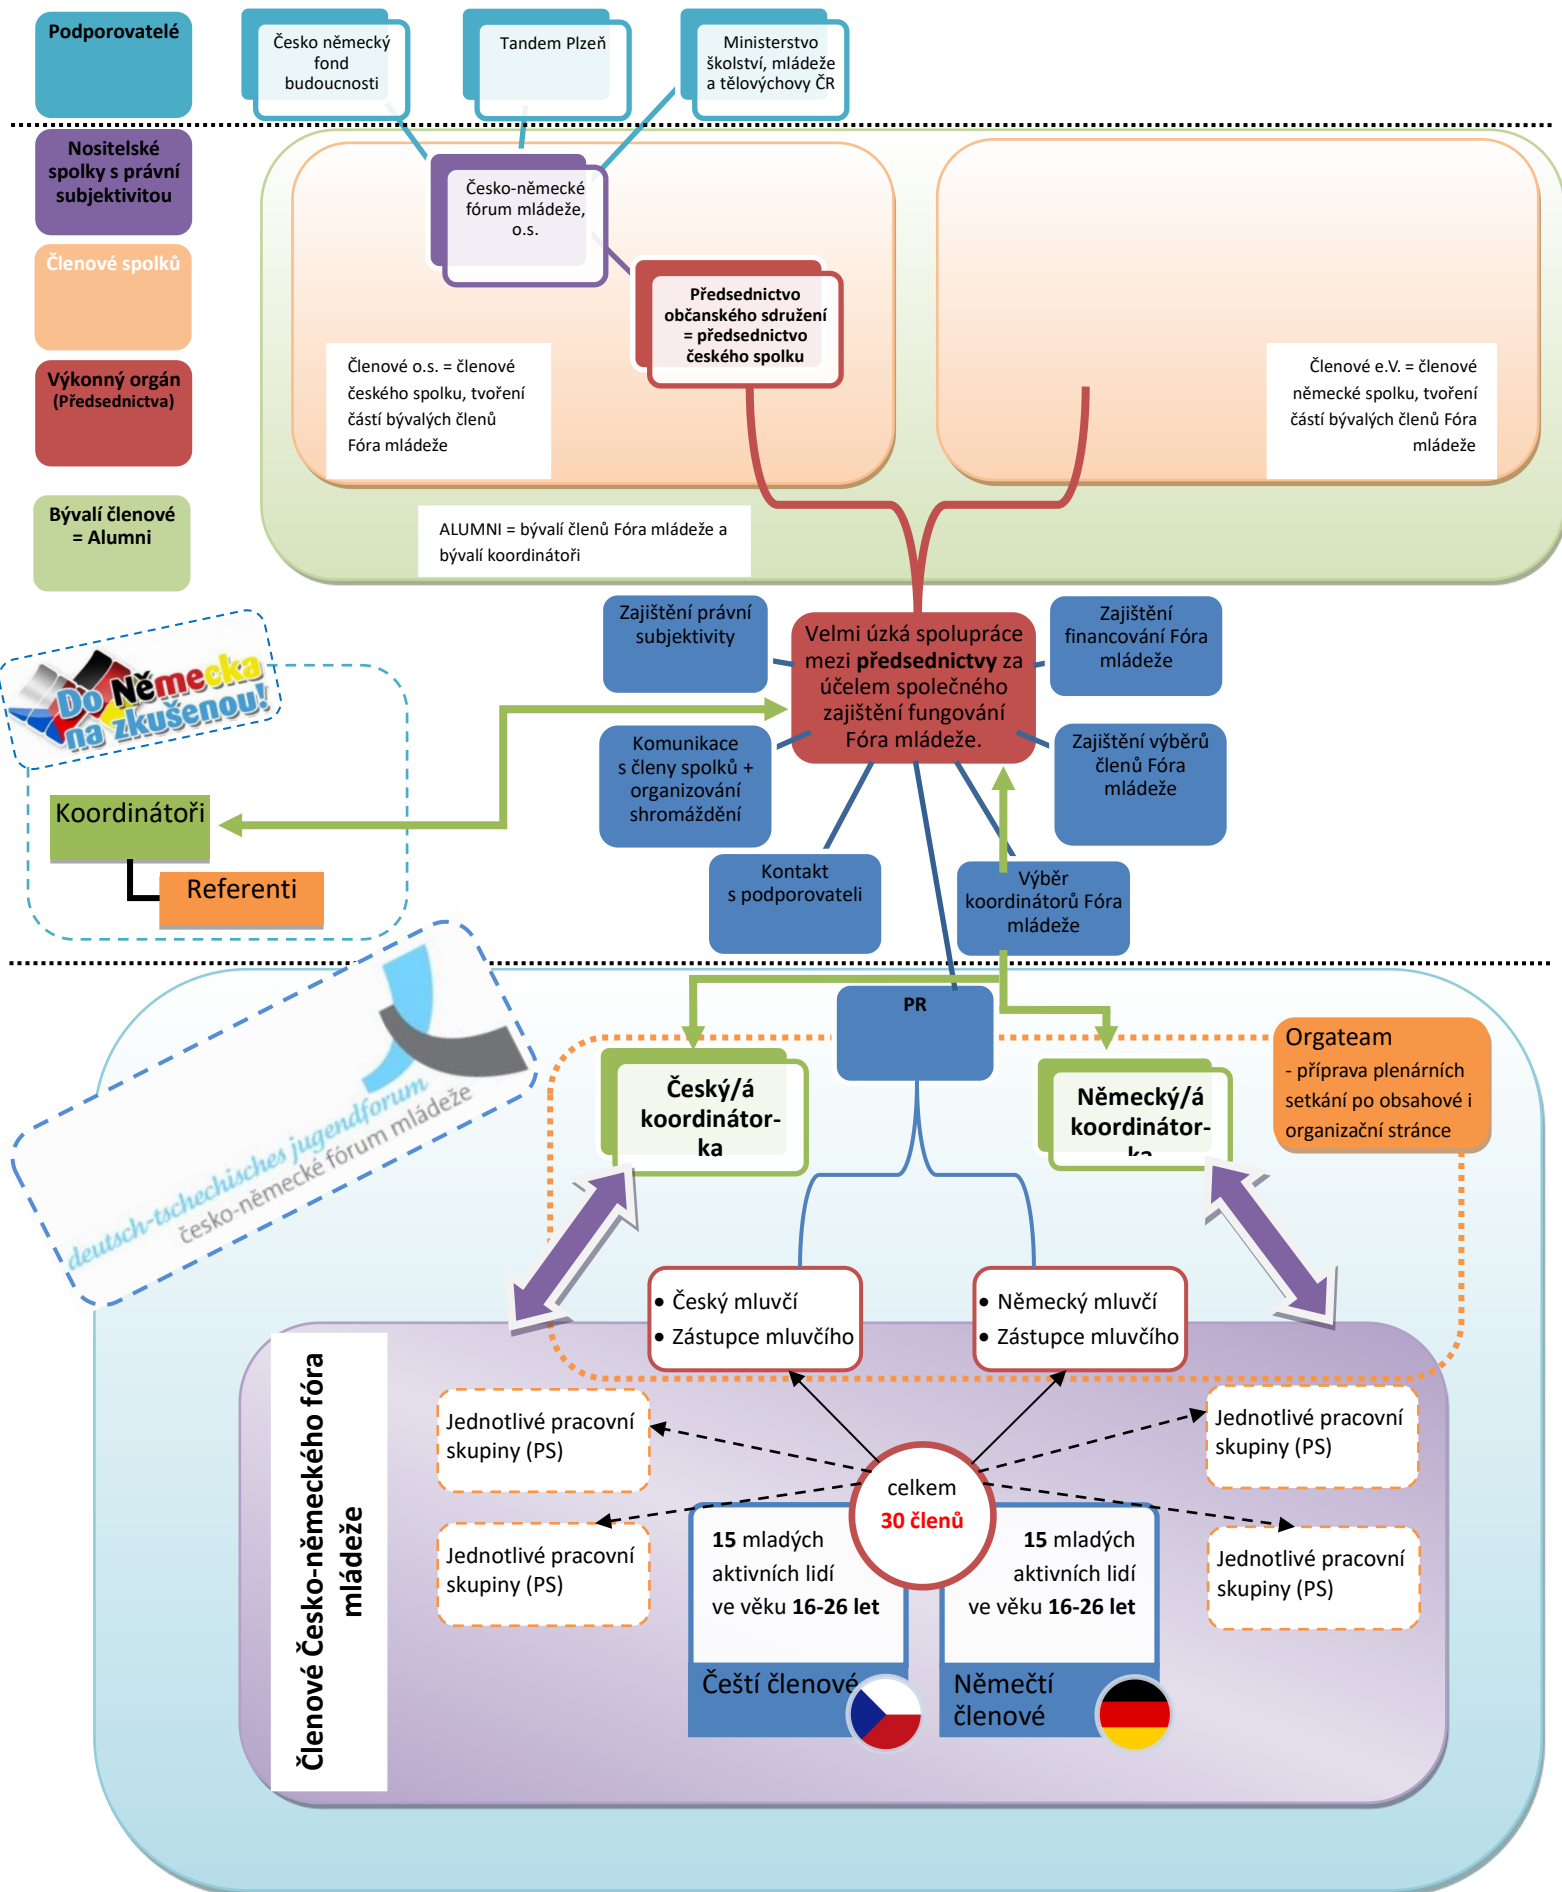 Podporovatelé
Česko německý
fond
budoucnosti
Tandem Plzeň
Ministerstvo
školství, mládeže
a tělovýchovy ČR
Nositelské
spolky s právní
subjektivitou
Česko-německé
fórum mládeže,
o.s.
Členové spolků
Předsednictvo
občanského sdružení
= předsednictvo
českého spolku
Výkonný orgán
(Předsednictva)
Členové o.s. = členové
českého spolku, tvoření
částí bývalých členů
Fóra mládeže
Členové e.V. = členové
německé spolku, tvoření
částí bývalých členů Fóra
mládeže
Bývalí členové
= Alumni
ALUMNI = bývalí členů Fóra mládeže a
bývalí koordinátoři
Zajištění právní
subjektivity
Velmi úzká spolupráce
mezi předsednictvy za
účelem společného
zajištění fungování
Fóra mládeže.
Zajištění
financování Fóra
mládeže
Do Německa
na zkušenou!
Komunikace
s členy spolků +
organizování
shromáždění
Zajištění výběrů
členů Fóra
mládeže
Koordinátoři
Referenti
Kontakt
s podporovateli
Výběr
koordinátorů Fóra
mládeže
deutsch-tschechisches jugendforum
česko-německé fórum mládeže
PR
Orgateam
- příprava plenárních
setkání po obsahové i
organizační stránce
Český/á
koordinátor-
ka
Německý/á
koordinátor-
ka
• Český mluvčí
• Zástupce mluvčího
• Německý mluvčí
• Zástupce mluvčího
Členové Česko-německého fóra
mládeže
Jednotlivé pracovní
skupiny (PS)
Jednotlivé pracovní
skupiny (PS)
celkem
30 členů
Jednotlivé pracovní
skupiny (PS)
Jednotlivé pracovní
skupiny (PS)
15 mladých
aktivních lidí
ve věku 16-26 let
15 mladých
aktivních lidí
ve věku 16-26 let
Čeští členové
Němečtí
členové